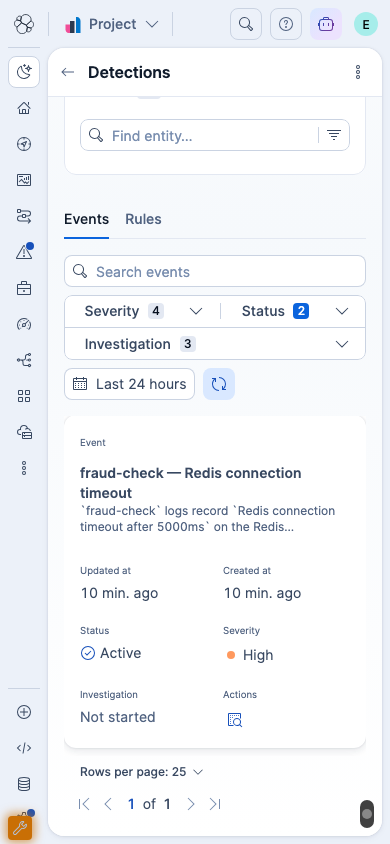 Project
E
Detections
Find entity...
Events
Rules
Search events
Severity 4
Status 2
Investigation 3
Last 24 hours
Event
fraud-check — Redis connection
timeout
`fraud-check` logs record `Redis connection
timeout after 5000ms` on the Redis...
Updated at
Created at
10 min. ago
10 min. ago
Status
Severity
Active
High
Investigation
Actions
Not started
Rows per page: 25
1 of 1